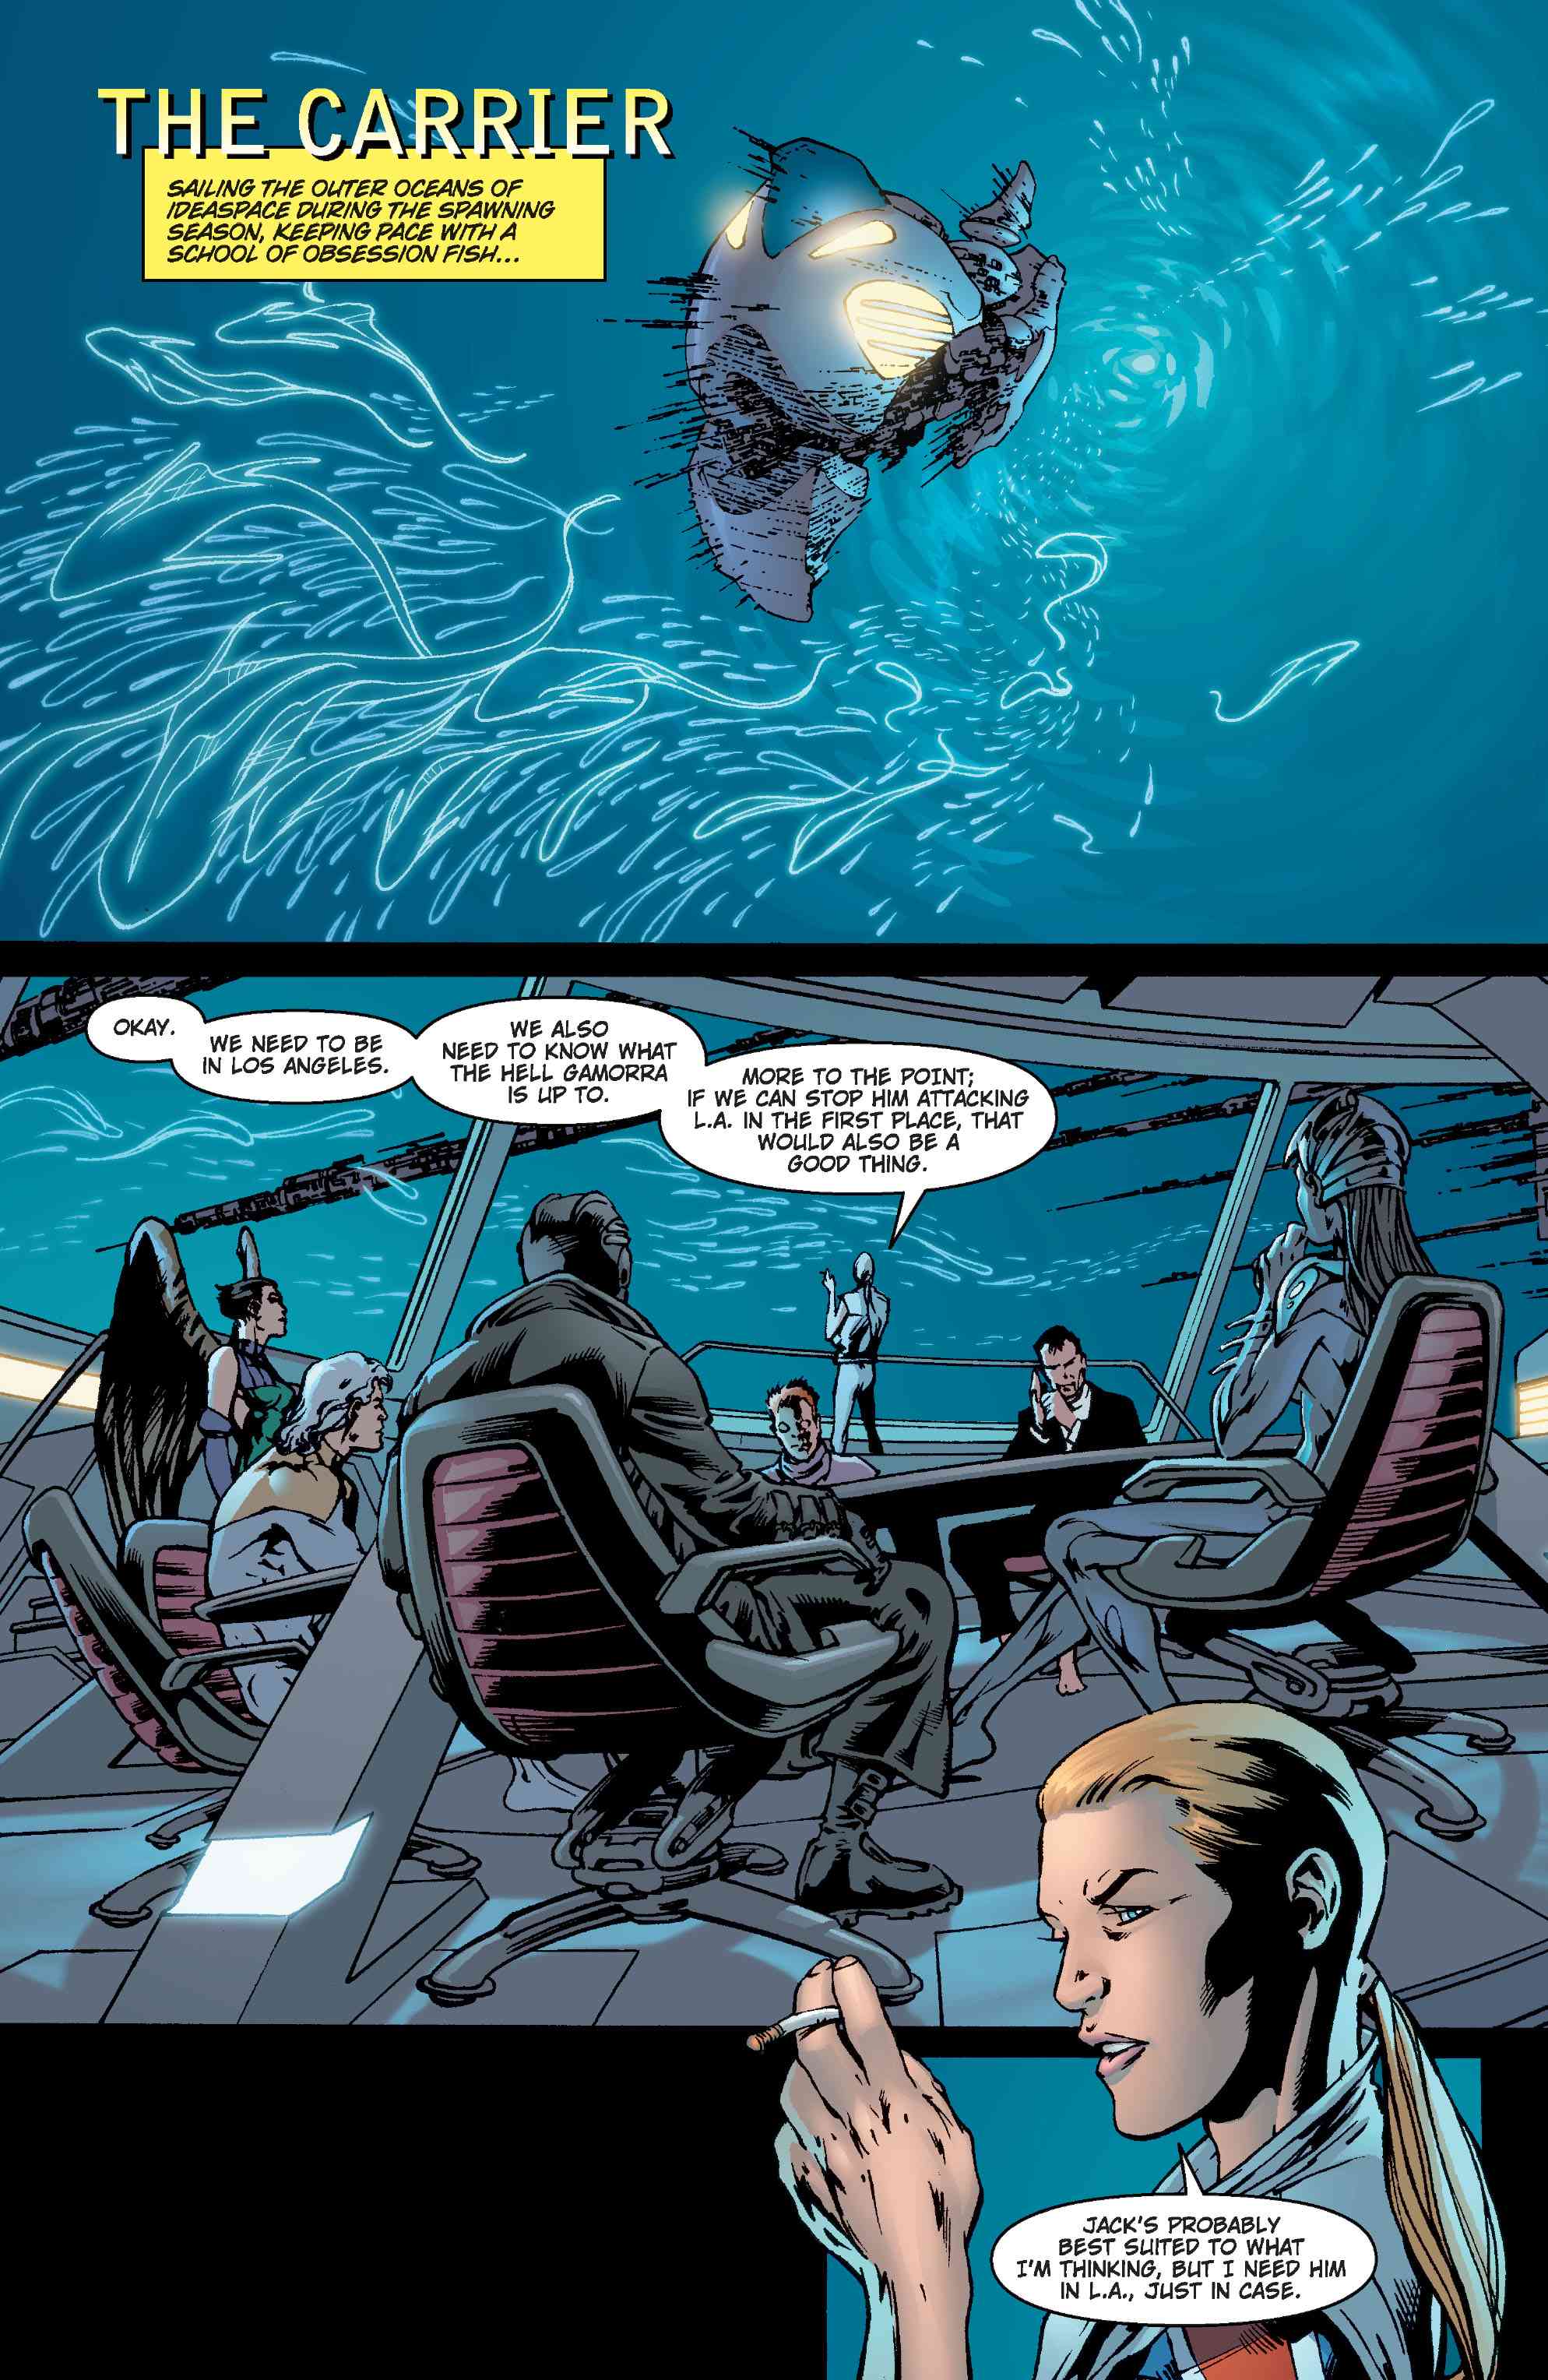 THE CARRIER
SAILING THE OUTER OCEANS OF
IDEASPACE DURING THE SPAWNING
SEASON, KEEPING PACE WITH A
SCHOOL OF OBSESSION FISH...
OKAY.
WE NEED TO BE
IN LOS ANGELES.
WE ALSO
NEED TO KNOW WHAT
THE HELL GAMORRA
IS UP TO.
MORE TO THE POINT;
IF WE CAN STOP HIM ATTACKING
L.A. IN THE FIRST PLACE, THAT
WOULD ALSO BE A
GOOD THING.
JACK'S PROBABLY
BEST SUITED TO WHAT
I'M THINKING, BUT I NEED HIM
IN L.A., JUST IN CASE.